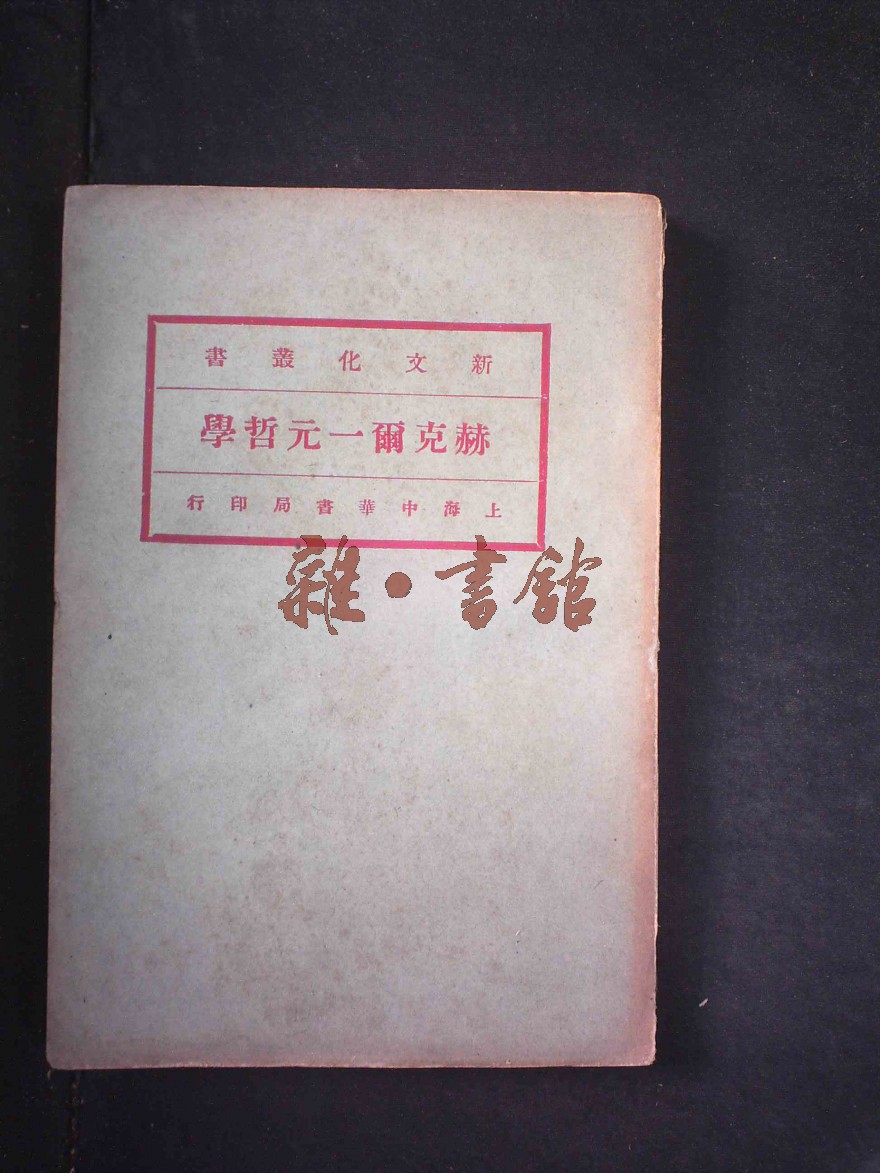 新文化叢書
赫克爾一元哲學
上海中華書局印行
雜·書舘